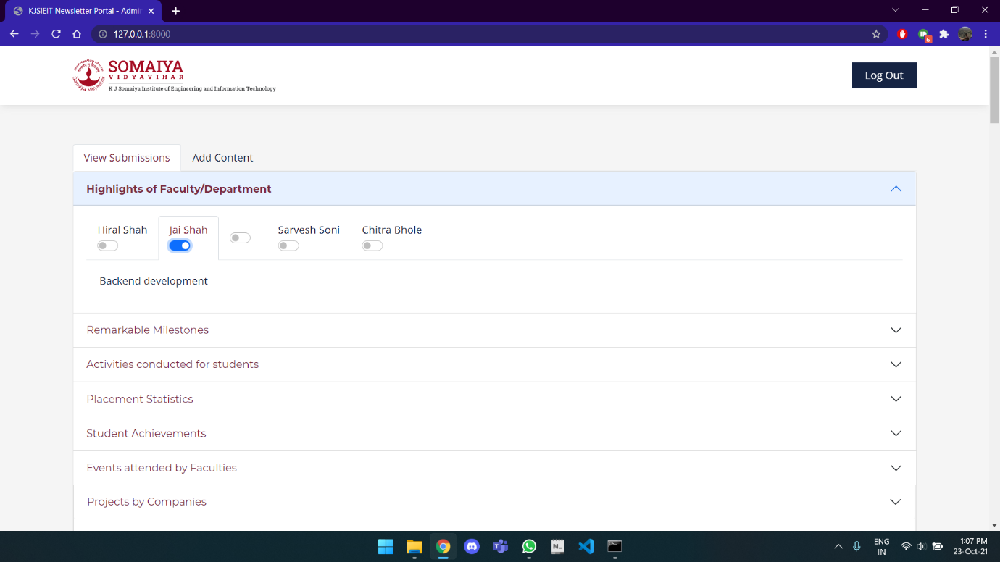 KJSIEIT Newsletter Portal - Admi
127.0.0.1:8000
6
SOMAIYA
VIDYAVIHAR
K J Somaiya Institute of Engineering and Information Technology
Log Out
View Submissions
Add Content
Highlights of Faculty/Department
Hiral Shah
Jai Shah
Sarvesh Soni
Chitra Bhole
Backend development
Remarkable Milestones
Activities conducted for students
Placement Statistics
Student Achievements
Events attended by Faculties
Projects by Companies
ENG
IN
1:07 PM
23-Oct-21